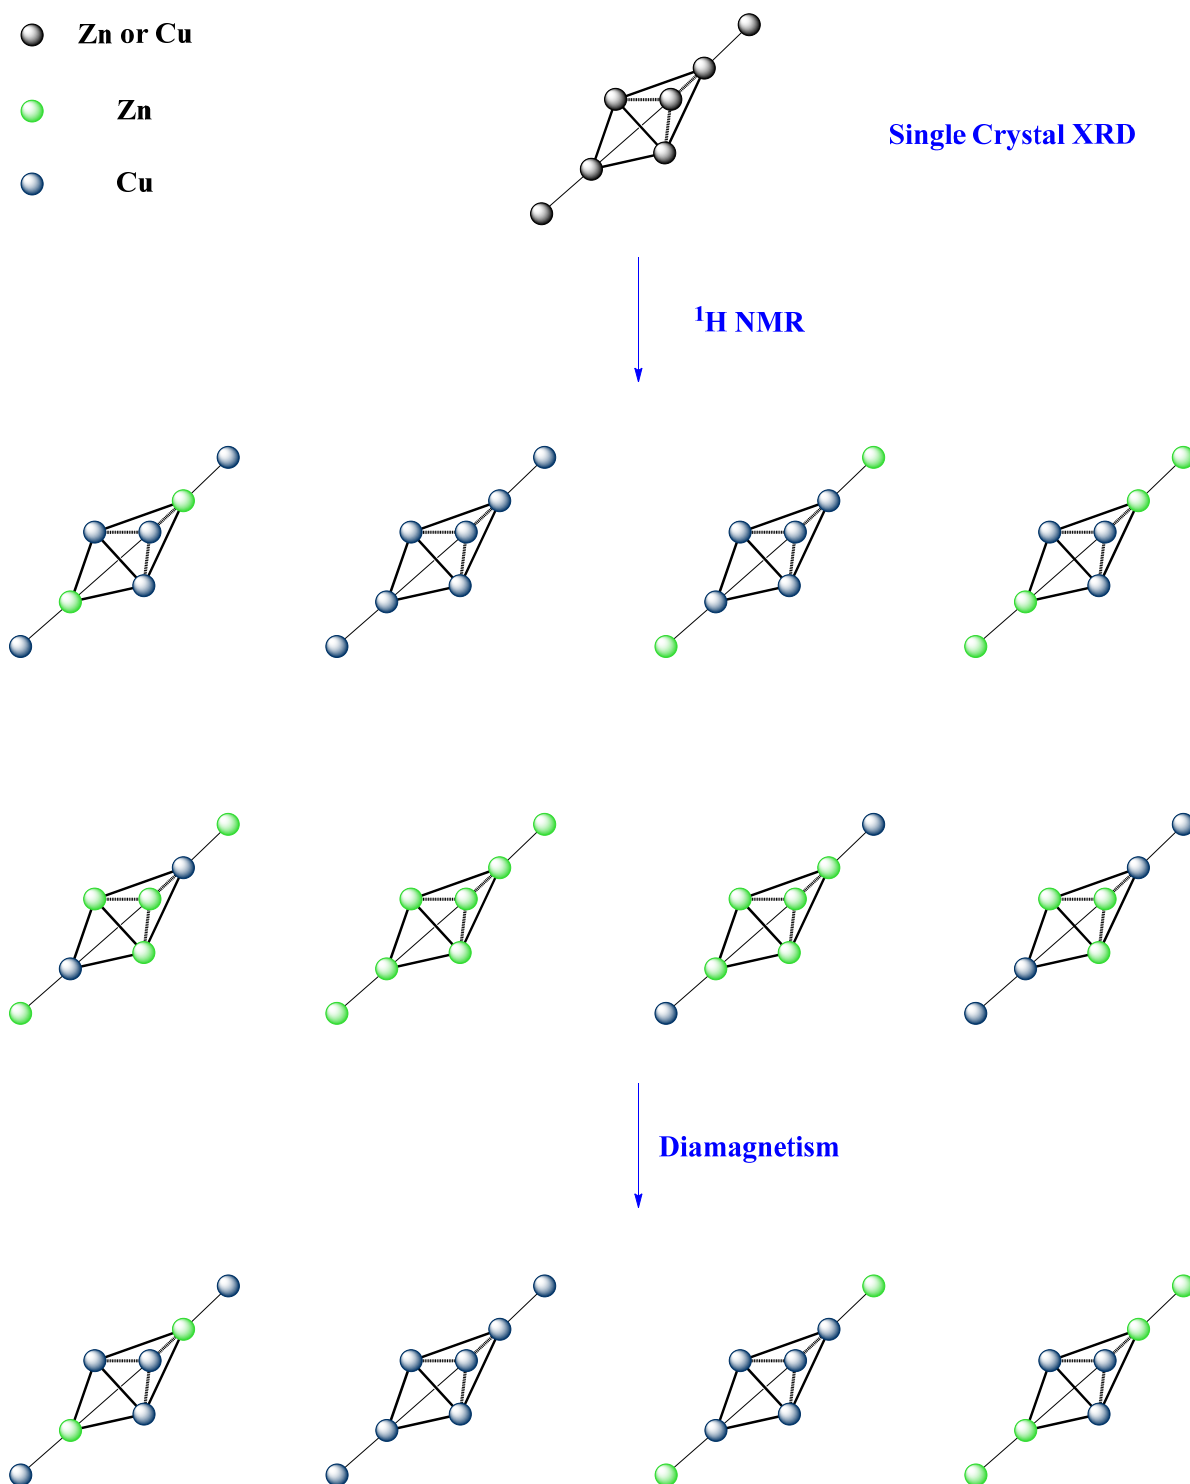 Zn or Cu
Zn
Single Crystal XRD
Cu
¹H NMR
Diamagnetism